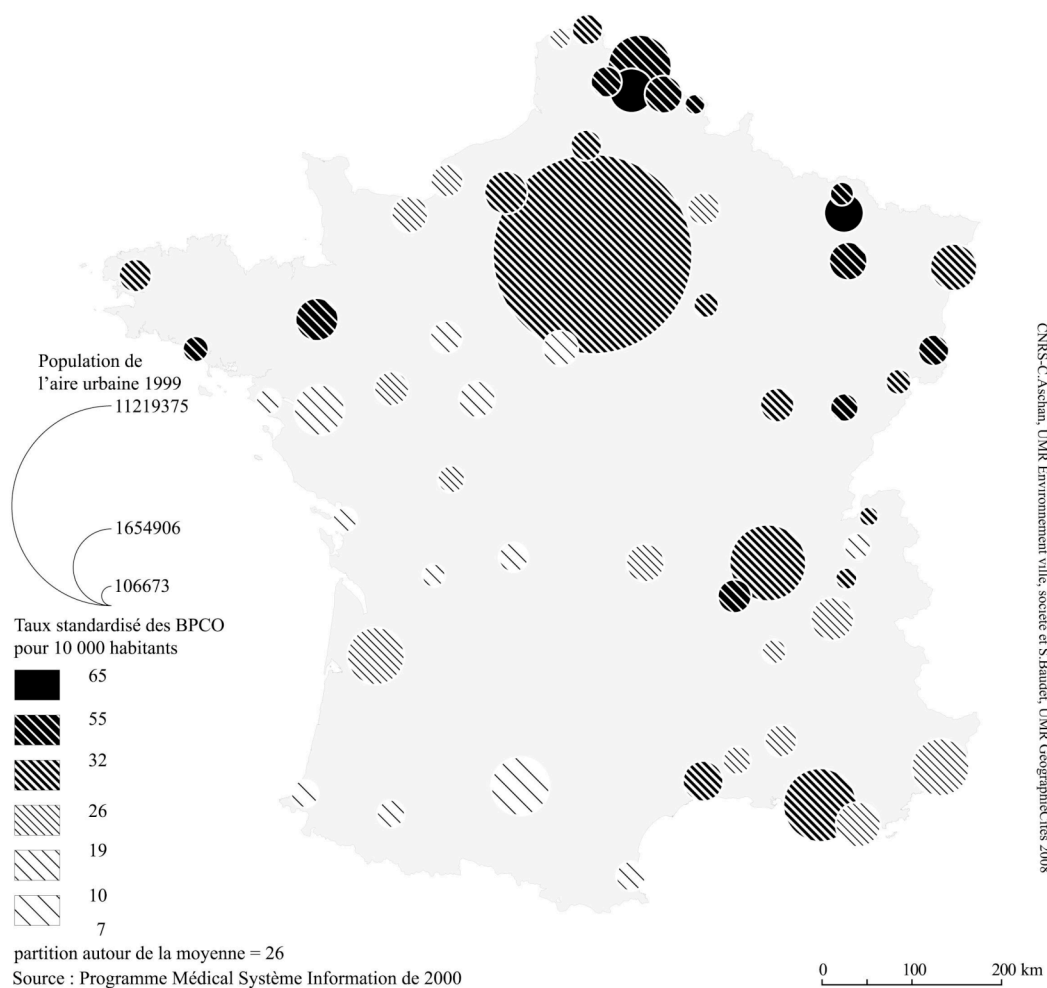 Population de
l'aire urbaine 1999
11219375
1654906
106673
Taux standardisé des BPCO
pour 10 000 habitants
65
55
32
26
19
10
7
partition autour de la moyenne = 26
Source : Programme Médical Système Information de 2000
0 100 200 km
CNRS-C.Aschan, UMR Environnement ville, société et S.Baudet, UMR GéographieCités 2008